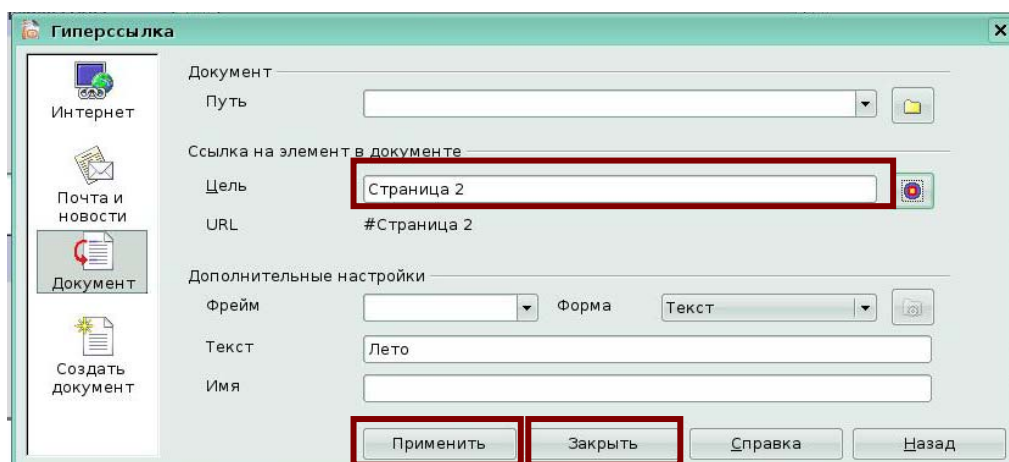 Гиперссылка
Интернет
Почта и
новости
Документ
Создать
документ
Документ
Путь
Ссылка на элемент в документе
Цель
Страница 2
URL
#Страница 2
Дополнительные настройки
Фрейм
Форма
Текст
Текст
Лето
Имя
Применить
Закрыть
Справка
Назад